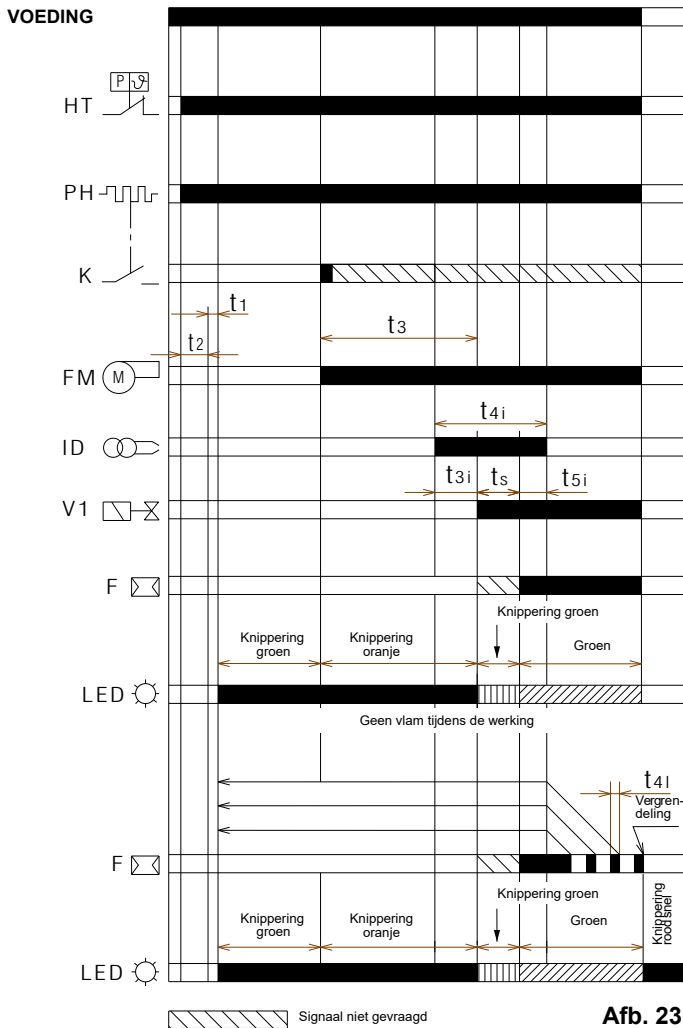 VOEDING
P ϑ
HT
PH
K
t1
t2
t3
FM M
t4i
ID
t3i ts t5i
V1
F
Knippering groen
Knippering groen
Knippering oranje
Groen
LED
Geen vlam tijdens de werking
t4l
Vergren-
deling
F
Knippering groen
Knippering groen
Knippering oranje
Groen
Knippering
rood snel
LED
Signaal niet gevraagd
Afb. 23